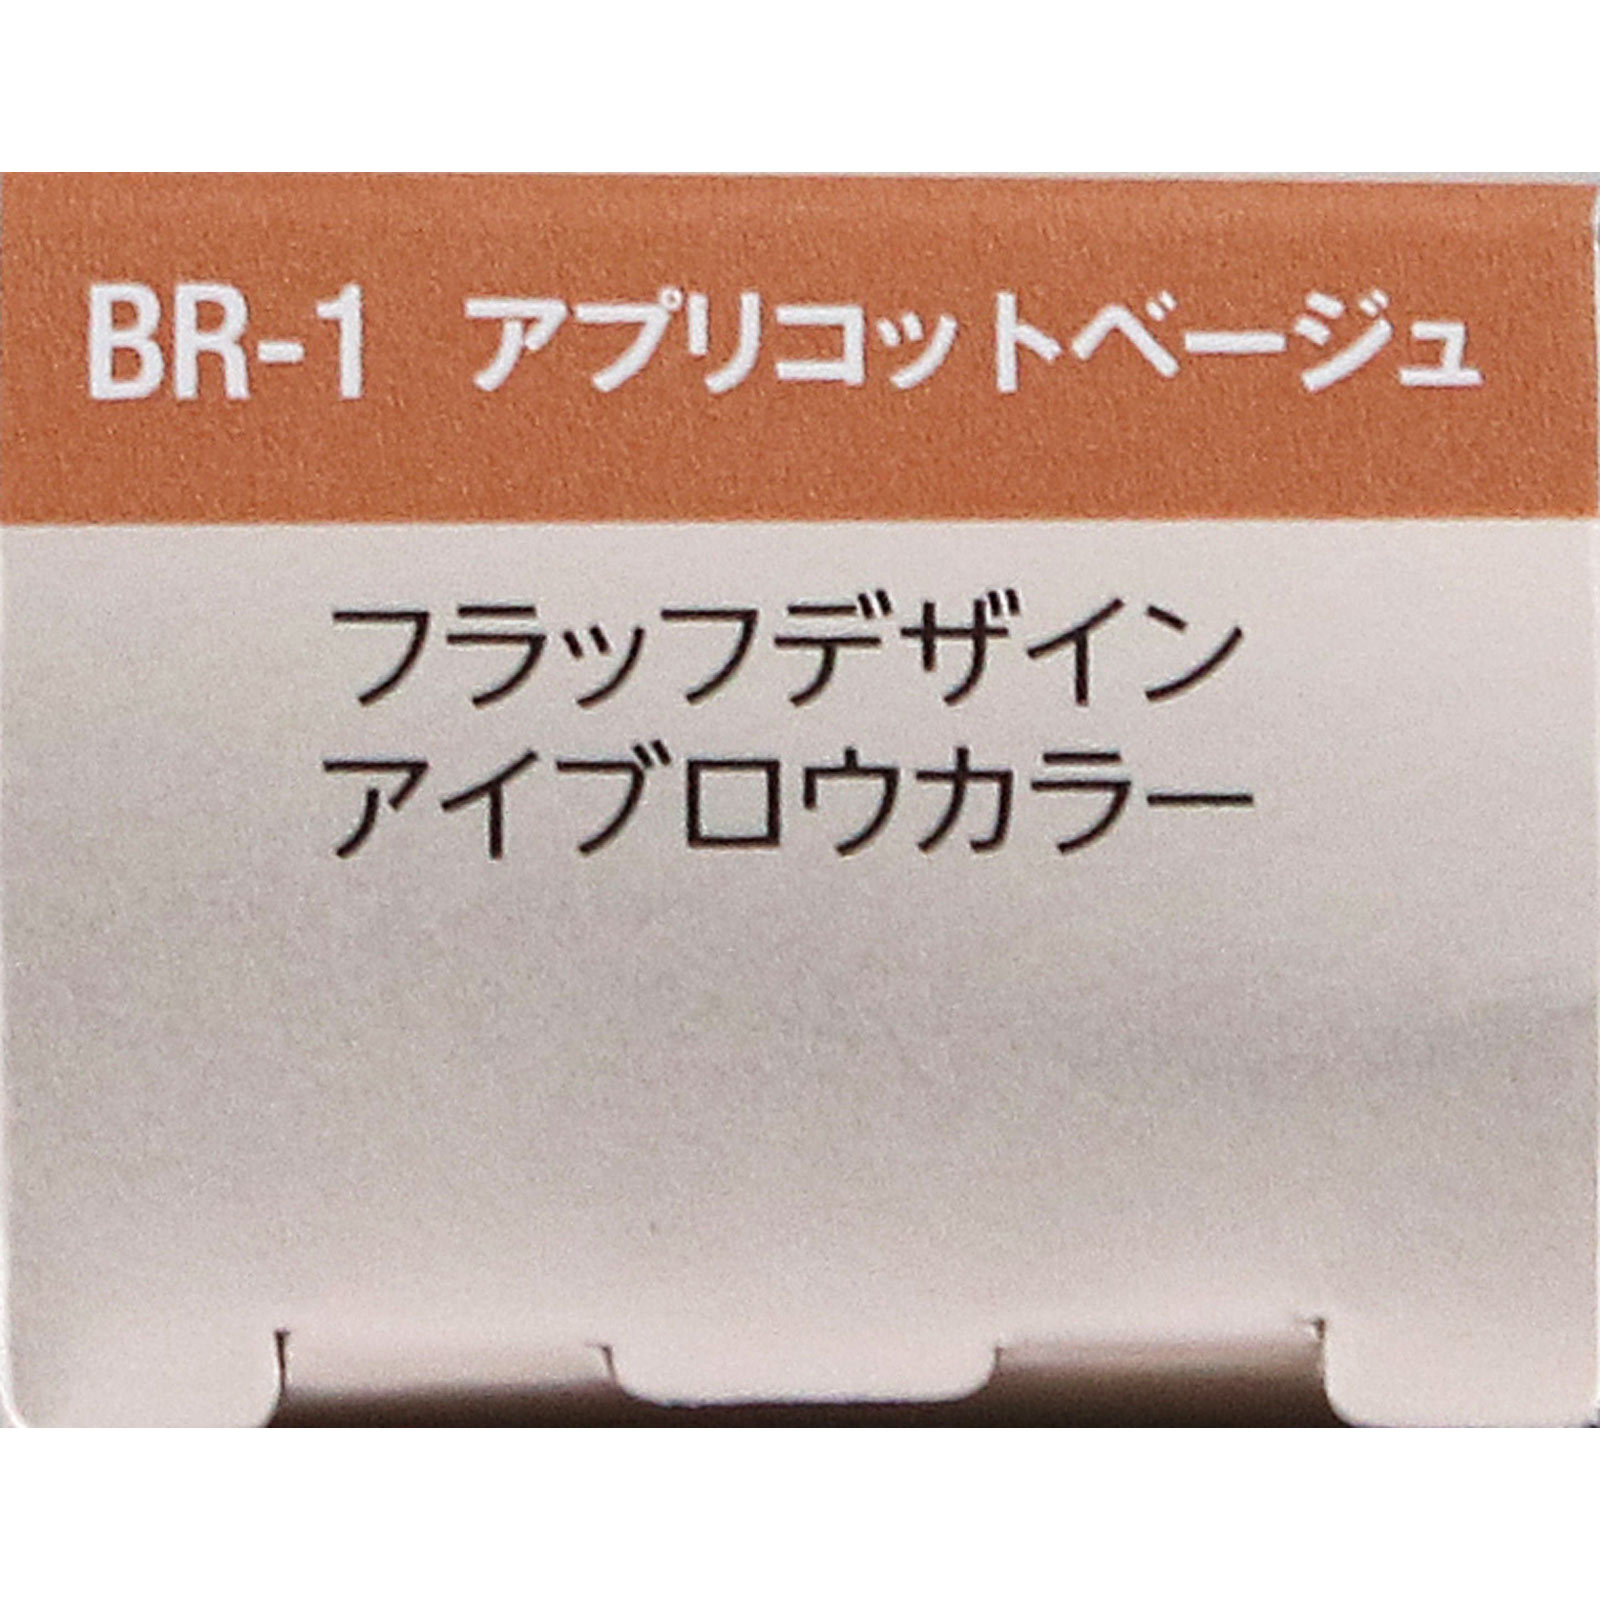 BR-1 アプリコットベージュ
フラッフデザイン
アイブロウカラー